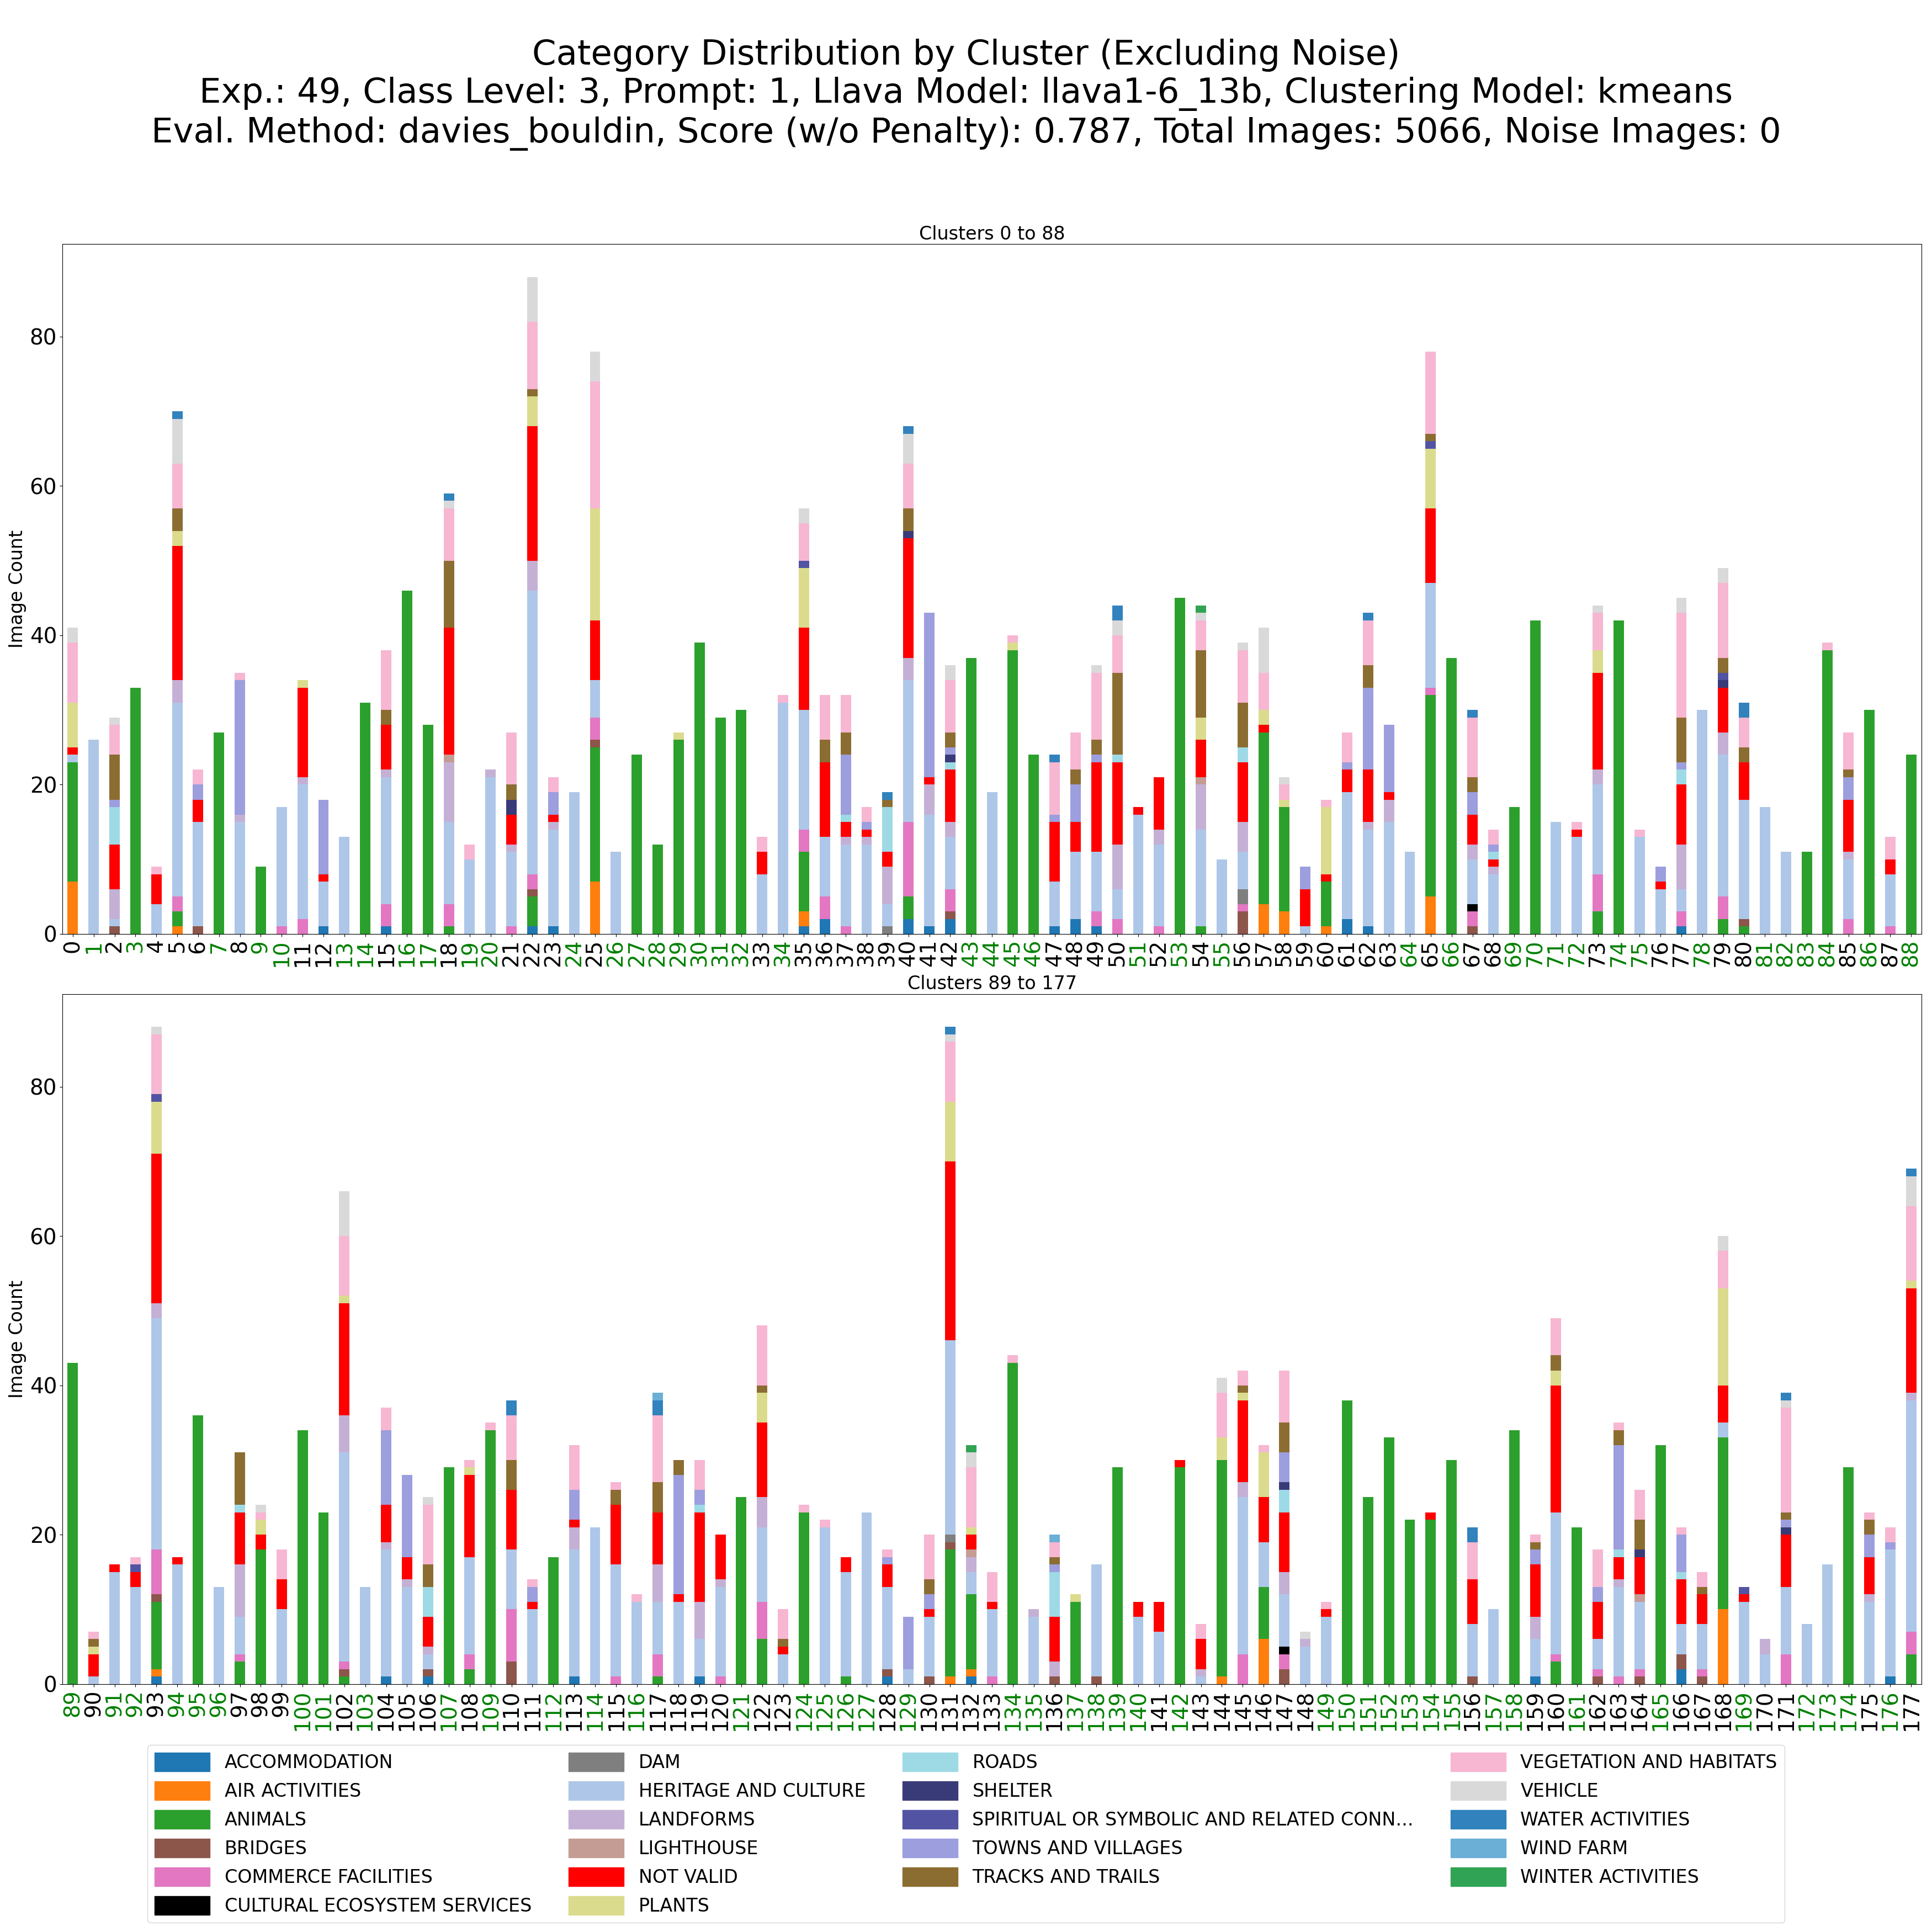 Category Distribution by Cluster (Excluding Noise)
Exp.: 49, Class Level: 3, Prompt: 1, Llava Model: llava1-6_13b, Clustering Model: kmeans
Eval. Method: davies_bouldin, Score (w/o Penalty): 0.787, Total Images: 5066, Noise Images: 0
Clusters 0 to 88
Image Count
80
60
40
20
0
0 1 2 3 4 5 6 7 8 9 10 11 12 13 14 15 16 17 18 19 20 21 22 23 24 25 26 27 28 29 30 31 32 33 34 35 36 37 38 39 40 41 42 43 44 45 46 47 48 49 50 51 52 53 54 55 56 57 58 59 60 61 62 63 64 65 66 67 68 69 70 71 72 73 74 75 76 77 78 79 80 81 82 83 84 85 86 87 88
Clusters 89 to 177
Image Count
80
60
40
20
0
89 90 91 92 93 94 95 96 97 98 99 100 101 102 103 104 105 106 107 108 109 110 111 112 113 114 115 116 117 118 119 120 121 122 123 124 125 126 127 128 129 130 131 132 133 134 135 136 137 138 139 140 141 142 143 144 145 146 147 148 149 150 151 152 153 154 155 156 157 158 159 160 161 162 163 164 165 166 167 168 169 170 171 172 173 174 175 176 177
ACCOMMODATION
AIR ACTIVITIES
ANIMALS
BRIDGES
COMMERCE FACILITIES
CULTURAL ECOSYSTEM SERVICES
DAM
HERITAGE AND CULTURE
LANDFORMS
LIGHTHOUSE
NOT VALID
PLANTS
ROADS
SHELTER
SPIRITUAL OR SYMBOLIC AND RELATED CONN...
TOWNS AND VILLAGES
TRACKS AND TRAILS
VEGETATION AND HABITATS
VEHICLE
WATER ACTIVITIES
WIND FARM
WINTER ACTIVITIES